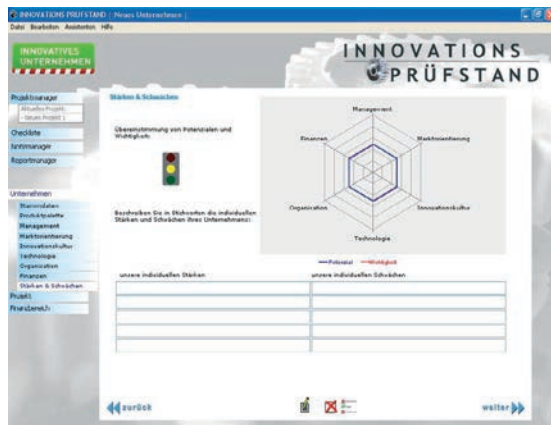 INNOVATIONS PRÜFSTAND | Neues Unternehmen |
Datei Bearbeiten Assistenten Hilfe
INNOVATIVES
UNTERNEHMEN
INNOVATIONS
PRÜFSTAND
Projektmanager
Aktuelles Projekt:
- Neues Projekt 1
Checkliste
Reportmanager
Unternehmen
Stammdaten
Produktpalette
Management
Marktorientierung
Innovationskultur
Technologie
Organisation
Finanzen
Stärken & Schwächen
Projekt
Finanzbereich
Stärken & Schwächen
Übereinstimmung von Potenzialen und
Wichtigkeit:
Beschreiben Sie in Stichworten die individuellen
Stärken und Schwächen Ihres Unternehmens:
Management
Finanzen
Marktorientierung
Organisation
Innovationskultur
Technologie
Potenzial Wichtigkeit
unsere individuellen Stärken
unsere individuellen Schwächen
zurück
weiter